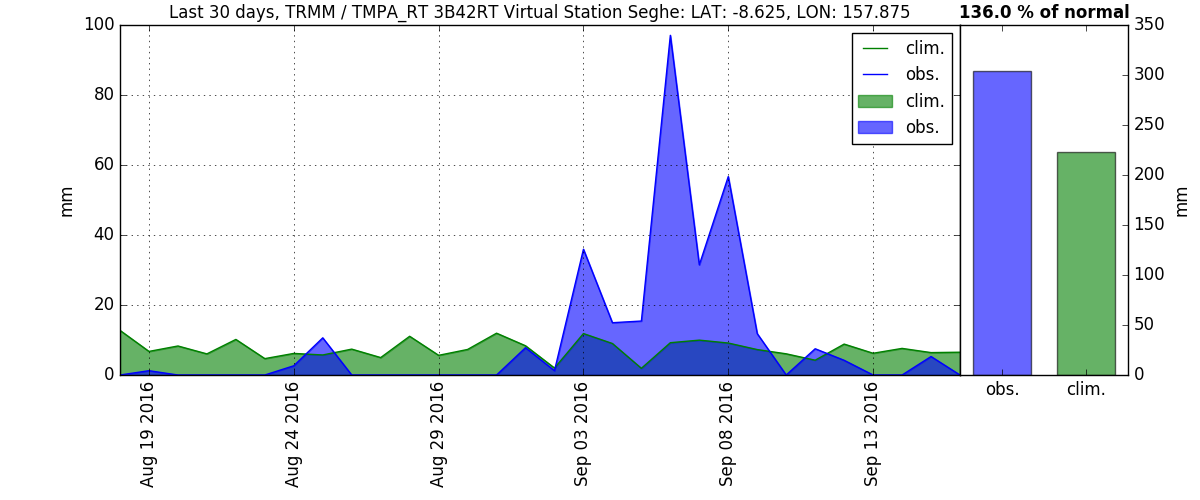 Last 30 days, TRMM / TMPA_RT 3B42RT Virtual Station Seghe: LAT: -8.625, LON: 157.875
136.0 % of normal
100
80
60
40
20
0
mm
clim.
obs.
clim.
obs.
Aug 19 2016
Aug 24 2016
Aug 29 2016
Sep 03 2016
Sep 08 2016
Sep 13 2016
350
300
250
200
150
100
50
0
mm
obs.
clim.